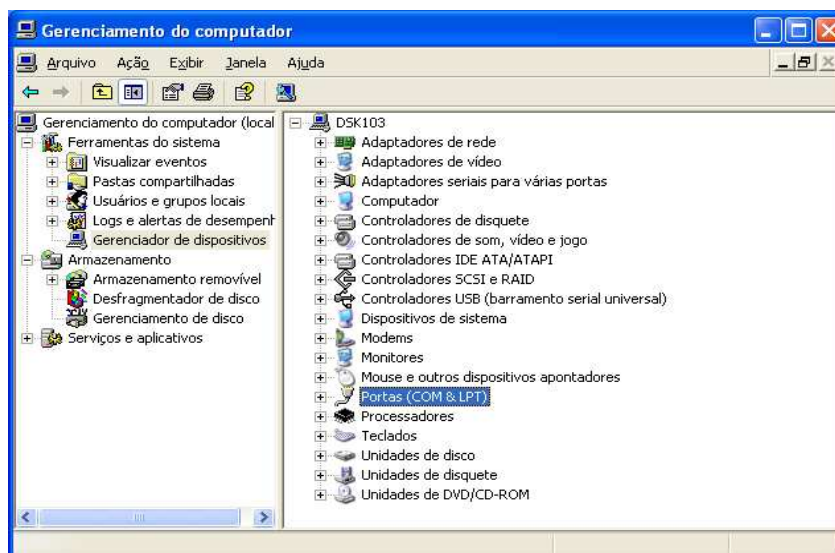 Gerenciamento do computador
Arquivo Ação Exibir Janela Ajuda
Gerenciamento do computador (local
Ferramentas do sistema
Visualizar eventos
Pastas compartilhadas
Usuários e grupos locais
Logs e alertas de desempenh
Gerenciador de dispositivos
Armazenamento
Armazenamento removível
Desfragmentador de disco
Gerenciamento de disco
Serviços e aplicativos
DSK103
Adaptadores de rede
Adaptadores de vídeo
Adaptadores seriais para várias portas
Computador
Controladores de disquete
Controladores de som, vídeo e jogo
Controladores IDE ATA/ATAPI
Controladores SCSI e RAID
Controladores USB (barramento serial universal)
Dispositivos de sistema
Modems
Monitores
Mouse e outros dispositivos apontadores
Portas (COM & LPT)
Processadores
Teclados
Unidades de disco
Unidades de disquete
Unidades de DVD/CD-ROM